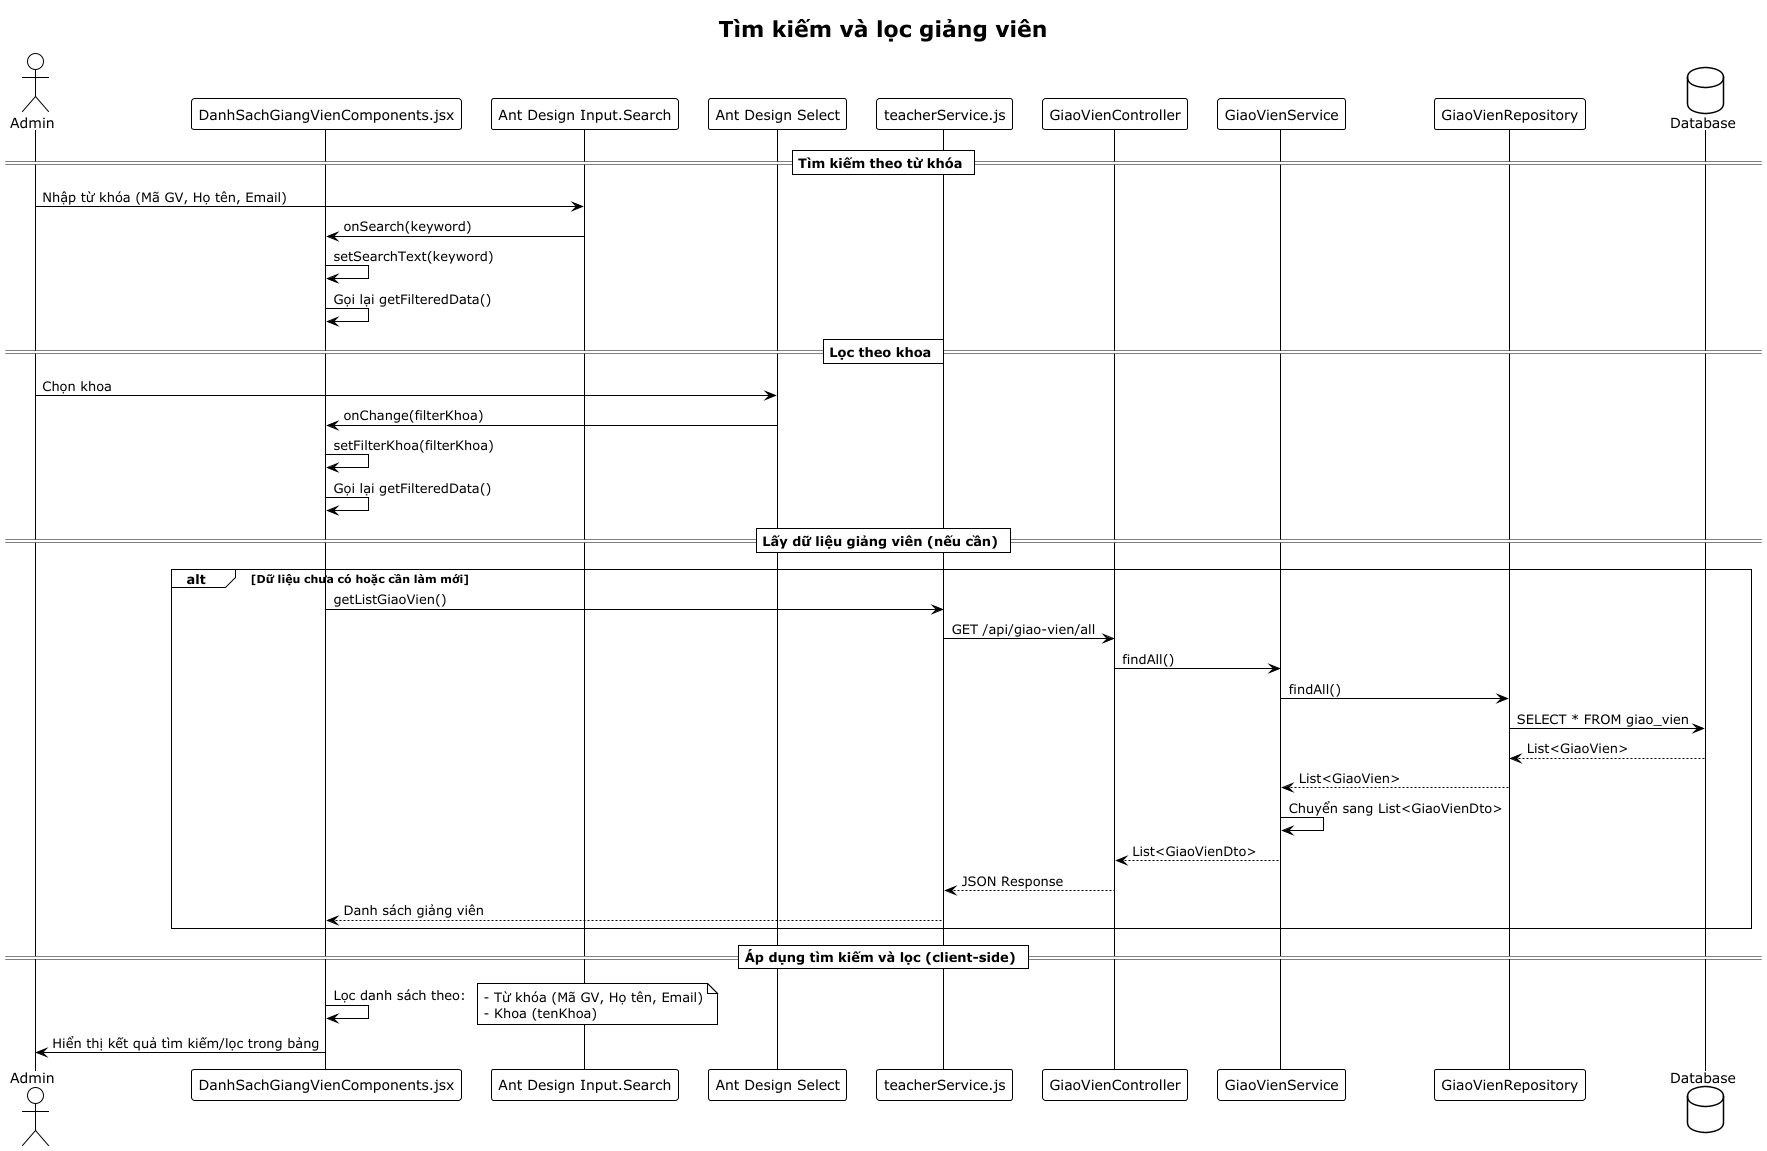 Tìm kiếm và lọc giảng viên
Admin
DanhSachGiangVienComponents.jsx
Ant Design Input.Search
Ant Design Select
teacherService.js
GiaoVienController
GiaoVienService
GiaoVienRepository
Database
Tìm kiếm theo từ khóa
Nhập từ khóa (Mã GV, Họ tên, Email)
onSearch(keyword)
setSearchText(keyword)
Gọi lại getFilteredData()
Lọc theo khoa
Chọn khoa
onChange(filterKhoa)
setFilterKhoa(filterKhoa)
Gọi lại getFilteredData()
Lấy dữ liệu giảng viên (nếu cần)
alt
[Dữ liệu chưa có hoặc cần làm mới]
getListGiaoVien()
GET /api/giao-vien/all
findAll()
findAll()
SELECT * FROM giao_vien
List<GiaoVien>
List<GiaoVien>
Chuyển sang List<GiaoVienDto>
List<GiaoVienDto>
JSON Response
Danh sách giảng viên
Áp dụng tìm kiếm và lọc (client-side)
Lọc danh sách theo:
- Từ khóa (Mã GV, Họ tên, Email)
- Khoa (tenKhoa)
Hiển thị kết quả tìm kiếm/lọc trong bảng
Admin
DanhSachGiangVienComponents.jsx
Ant Design Input.Search
Ant Design Select
teacherService.js
GiaoVienController
GiaoVienService
GiaoVienRepository
Database